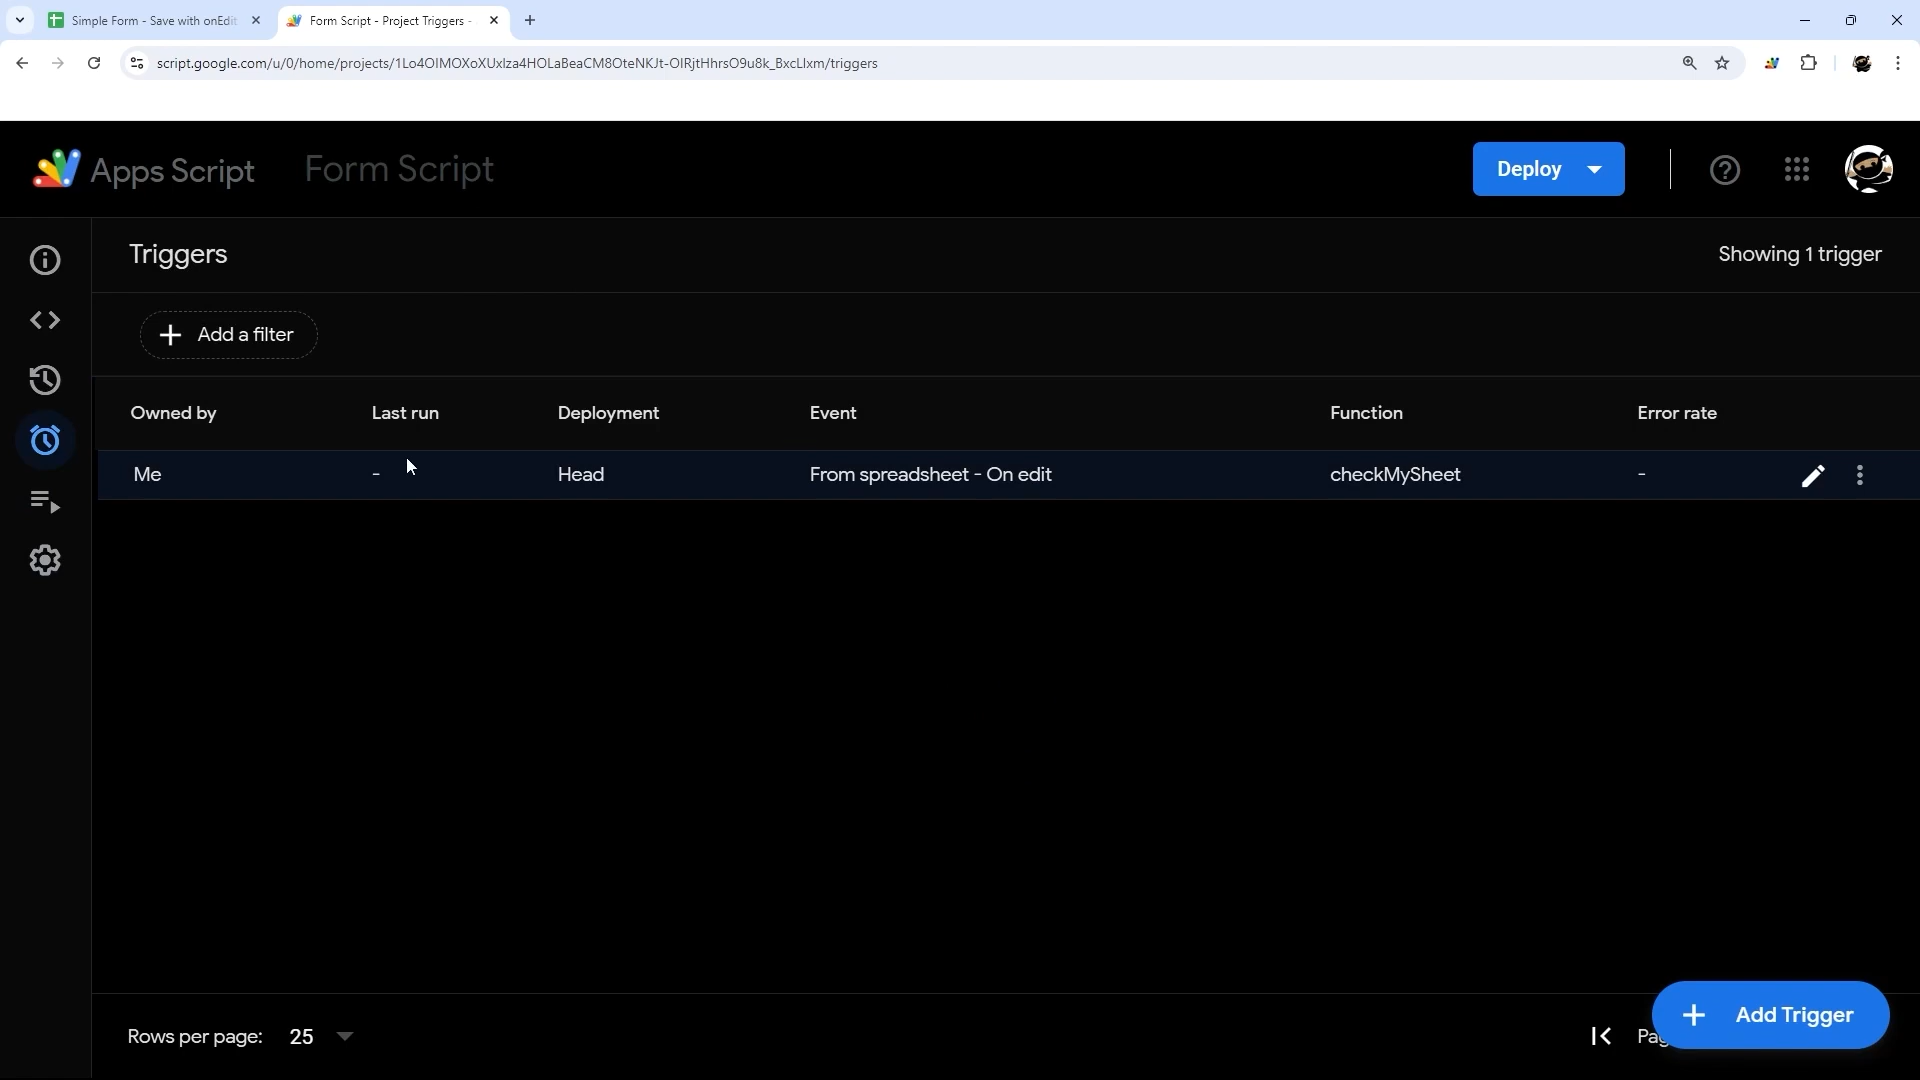 Simple Form - Save with onEdit
Form Script - Project Triggers -
script.google.com/u/0/home/projects/1Lo4OIMOXoXUxIza4HOLaBeaCM8OteNKJt-OIRjtHhrsO9u8k_BxcLIxm/triggers
Apps Script
Form Script
Deploy
Triggers
Showing 1 trigger
Add a filter
Owned by Last run Deployment Event Function Error rate
Me - Head From spreadsheet - On edit checkMySheet -
Rows per page: 25
Add Trigger